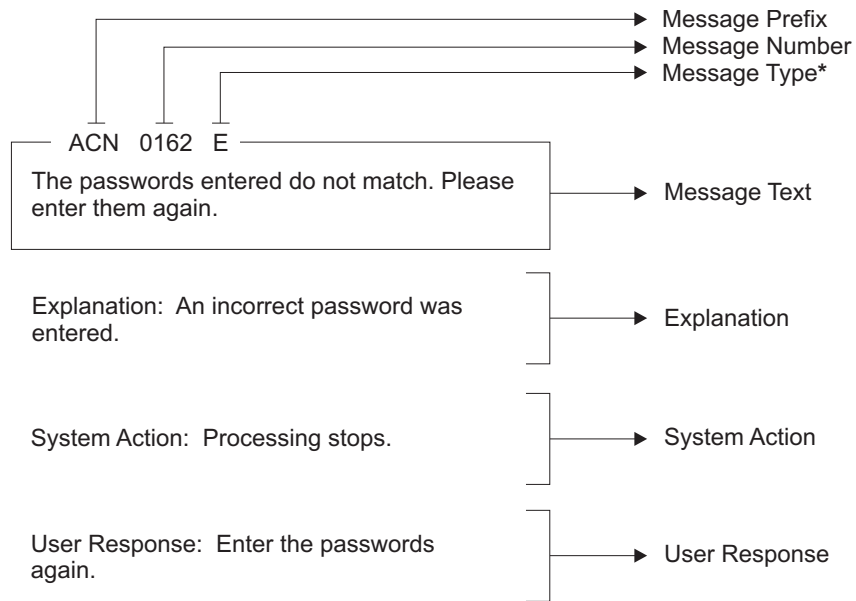 Message Prefix
Message Number
Message Type*
ACN 0162 E
The passwords entered do not match. Please
enter them again.
Message Text
Explanation: An incorrect password was
entered.
Explanation
System Action: Processing stops.
System Action
User Response: Enter the passwords
again.
User Response